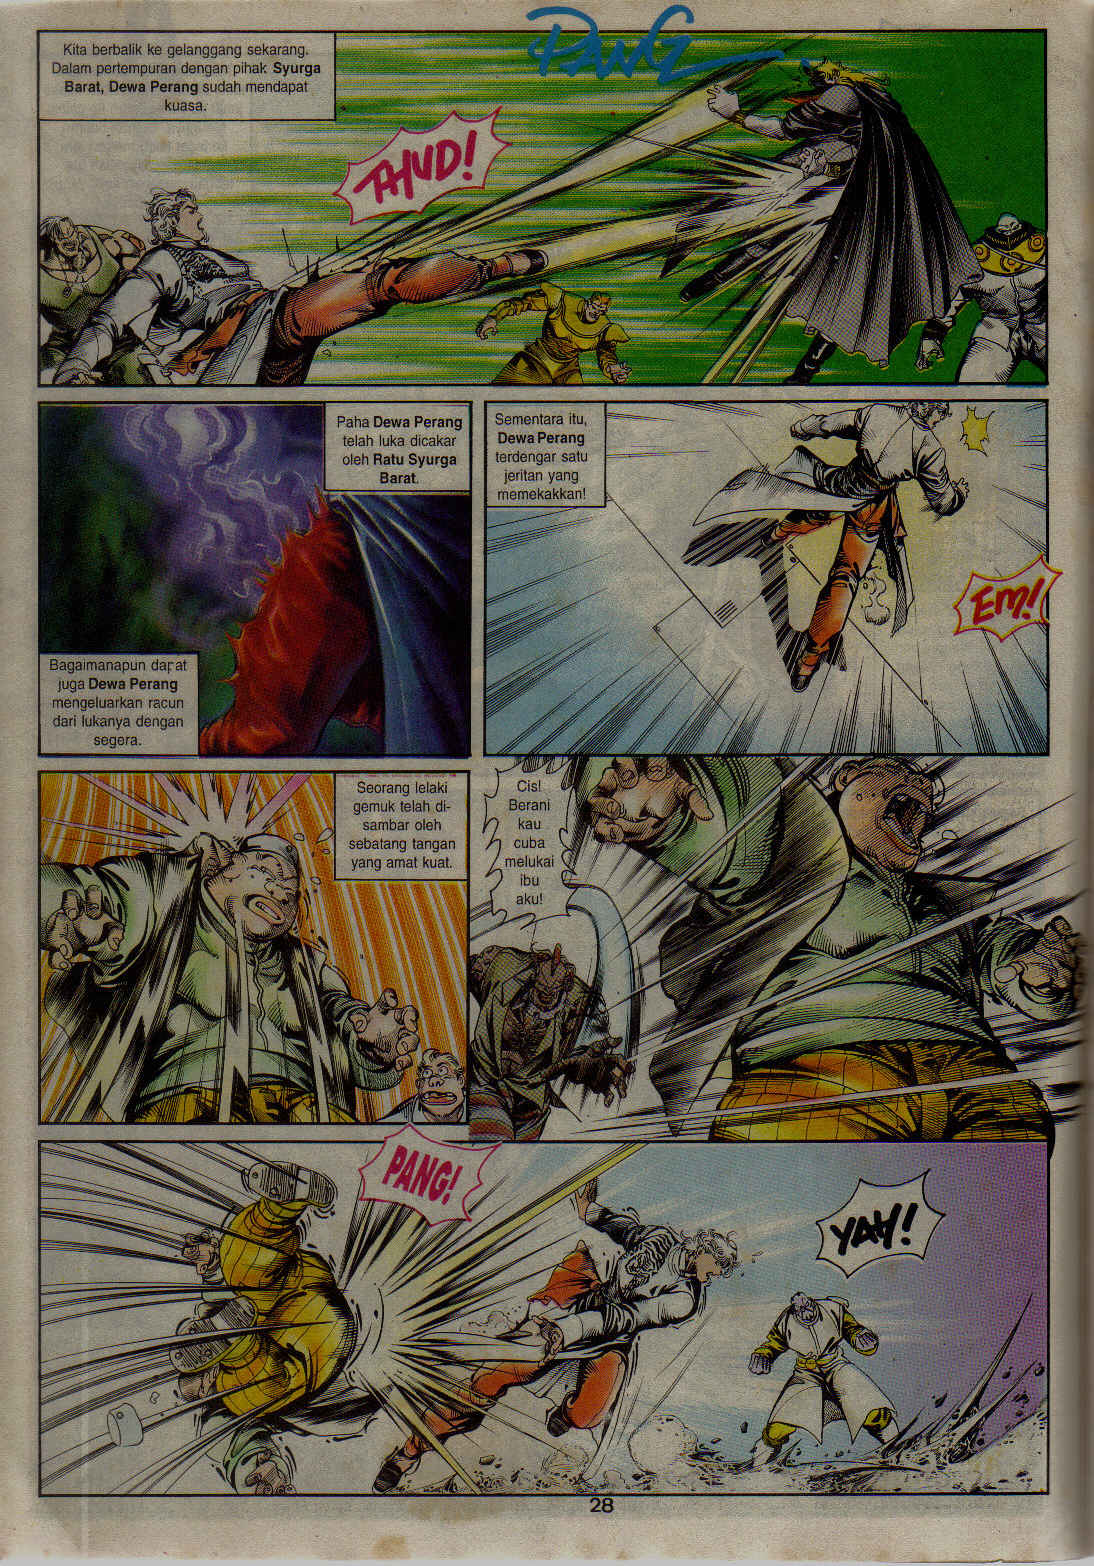 PANG
Kita berbalik ke gelanggang sekarang.
Dalam pertempuran dengan pihak Syurga
Barat, Dewa Perang sudah mendapat
kuasa.
THUD!
Paha Dewa Perang
telah luka dicakar
oleh Ratu Syurga
Barat.
Bagaimanapun dapat
juga Dewa Perang
mengeluarkan racun
dari lukanya dengan
segera.
Sementara itu,
Dewa Perang
terdengar satu
jeritan yang
memekakkan!
EM!
Seorang lelaki
gemuk telah di-
sambar oleh
sebatang tangan
yang amat kuat.
Cis!
Berani
kau
cuba
melukai
ibu
aku!
PANG!
YAH!
28